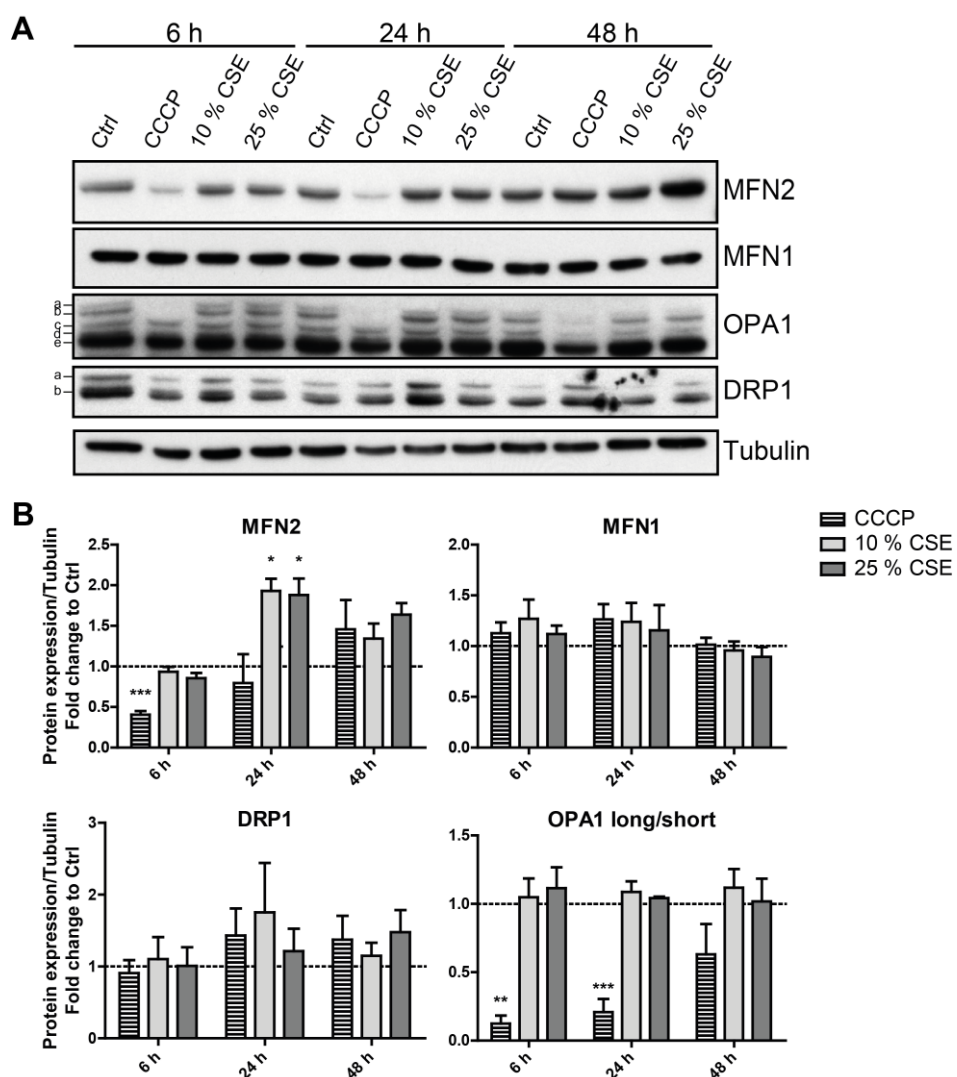 A
6 h 24 h 48 h
Ctrl CCCP 10 % CSE 25 % CSE Ctrl CCCP 10 % CSE 25 % CSE Ctrl CCCP 10 % CSE 25 % CSE
MFN2
MFN1
a
b
c
d
e
OPA1
a
b
DRP1
Tubulin
B
MFN2
Protein expression/Tubulin
Fold change to Ctrl
2.5
2.0
1.5
1.0
0.5
0.0
***
* *
6 h 24 h 48 h
MFN1
2.0
1.5
1.0
0.5
0.0
6 h 24 h 48 h
CCCP
10 % CSE
25 % CSE
DRP1
Protein expression/Tubulin
Fold change to Ctrl
3
2
1
0
6 h 24 h 48 h
OPA1 long/short
1.5
1.0
0.5
0.0
** ***
6 h 24 h 48 h